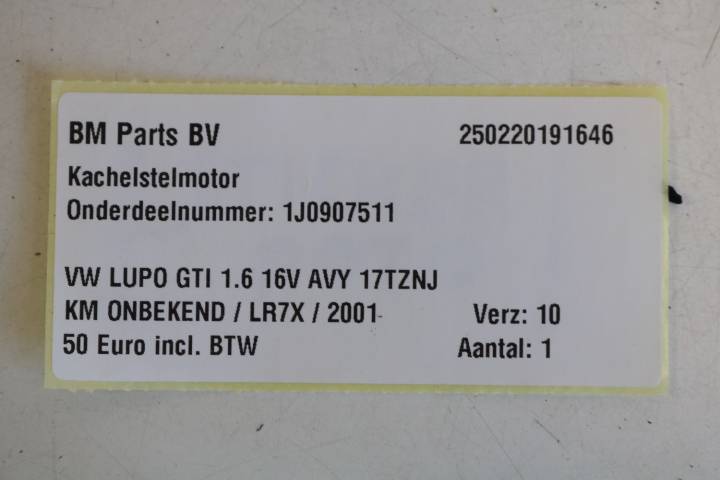 BM Parts BV 250220191646
Kachelstelmotor
Onderdeelnummer: 1J0907511
VW LUPO GTI 1.6 16V AVY 17TZNJ
KM ONBEKEND / LR7X / 2001 Verz: 10
50 Euro incl. BTW Aantal: 1